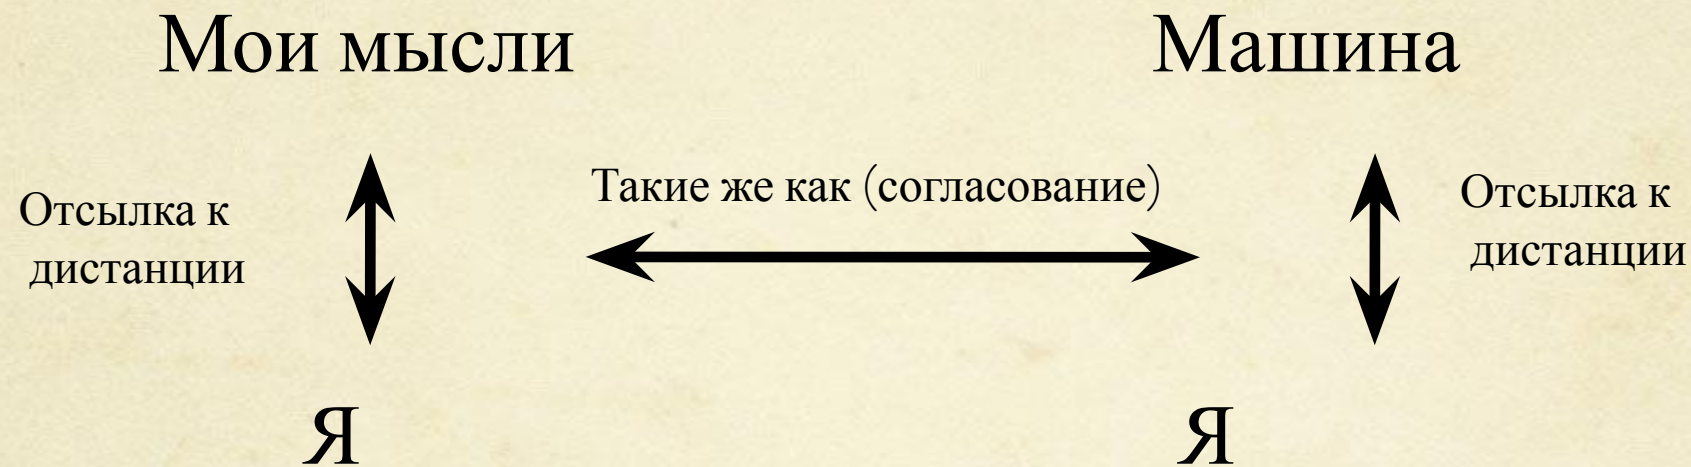 Мои мысли
Машина
Такие же как (согласование)
Отсылка к
дистанции
Отсылка к
дистанции
Я
Я